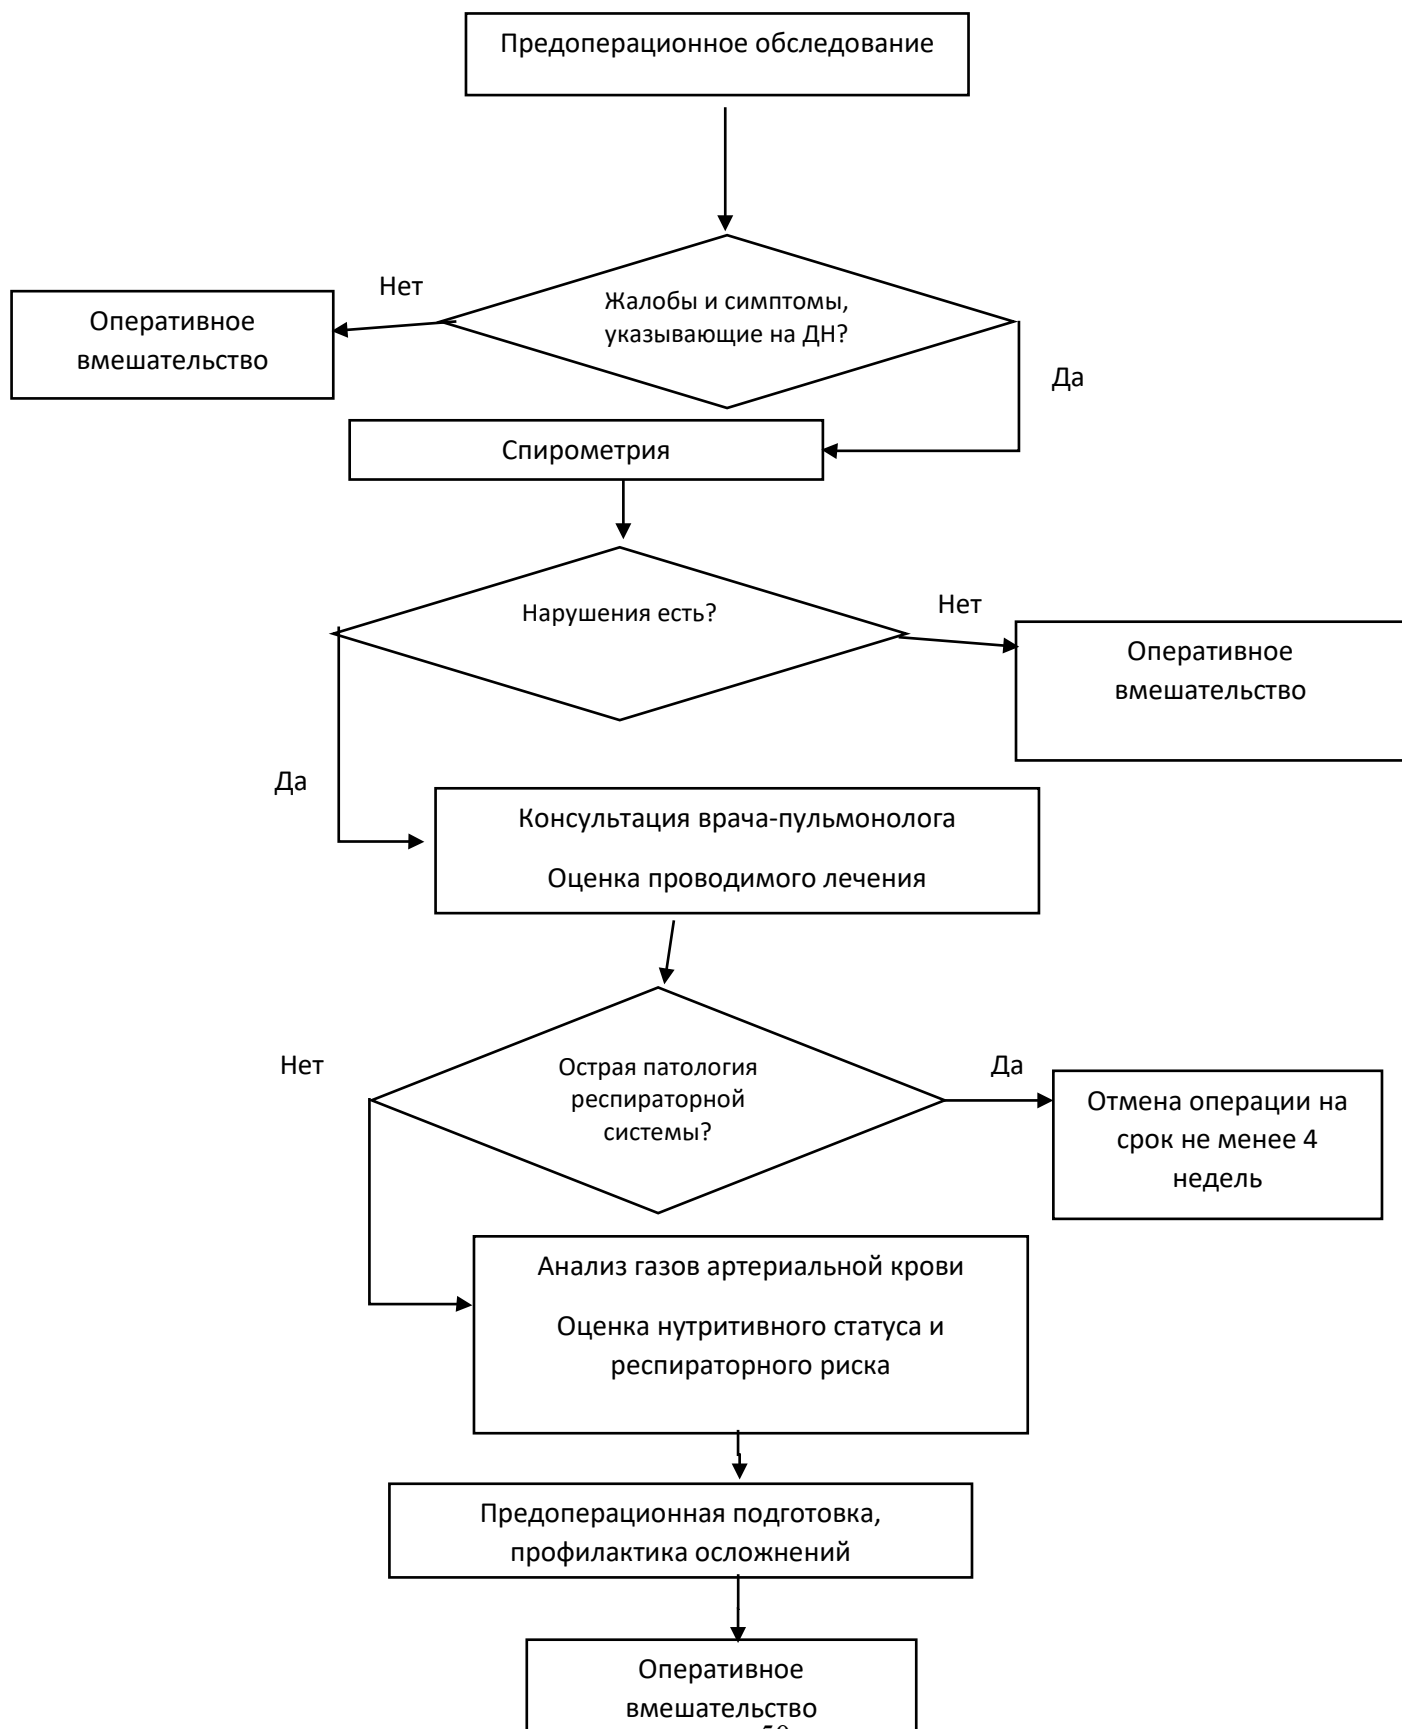 Предоперационное обследование
Нет
Жалобы и симптомы,
указывающие на ДН?
Оперативное
вмешательство
Да
Спирометрия
Нарушения есть?
Нет
Оперативное
вмешательство
Да
Консультация врача-пульмонолога
Оценка проводимого лечения
Нет
Острая патология
респираторной
системы?
Да
Отмена операции на
срок не менее 4
недель
Анализ газов артериальной крови
Оценка нутритивного статуса и
респираторного риска
Предоперационная подготовка,
профилактика осложнений
Оперативное
вмешательство
50